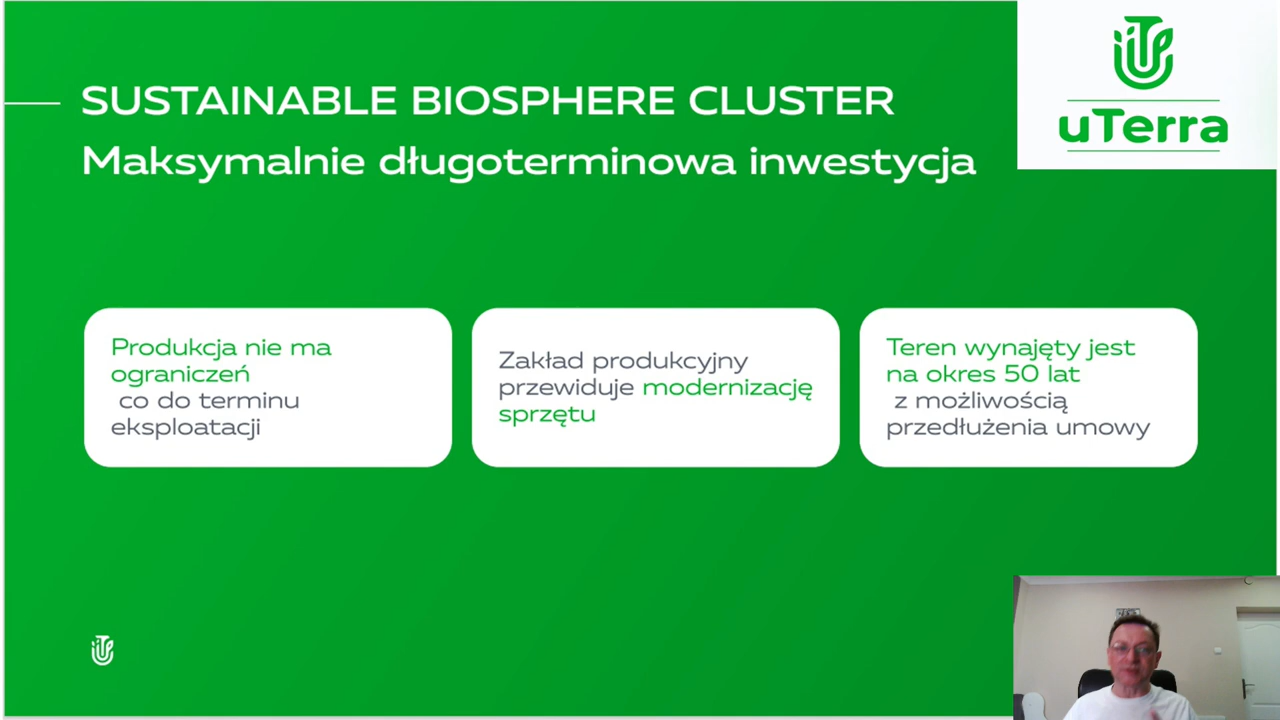 SUSTAINABLE BIOSPHERE CLUSTER
Maksymalnie długoterminowa inwestycja
uTerra
Produkcja nie ma
ograniczeń
co do terminu
eksploatacji
Zakład produkcyjny
przewiduje modernizację
sprzętu
Teren wynajęty jest
na okres 50 lat
z możliwością
przedłużenia umowy